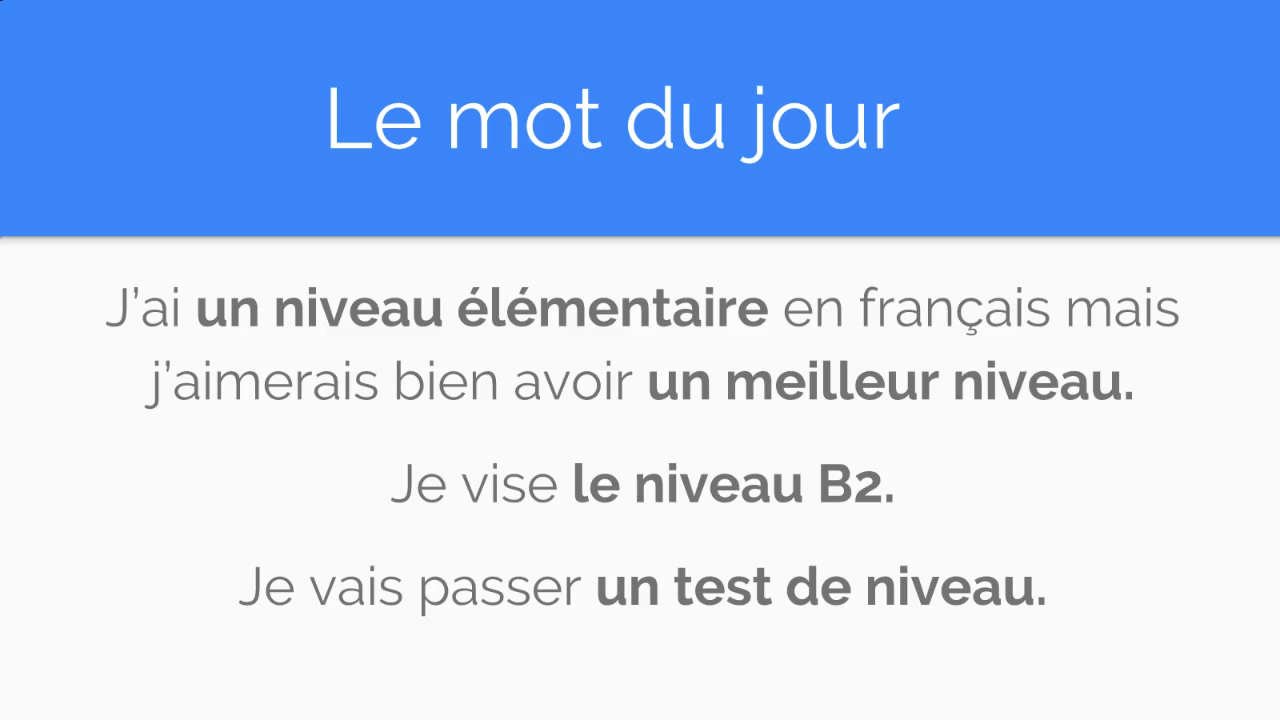 Le mot du jour
J’ai un niveau élémentaire en français mais
j’aimerais bien avoir un meilleur niveau.
Je vise le niveau B2.
Je vais passer un test de niveau.